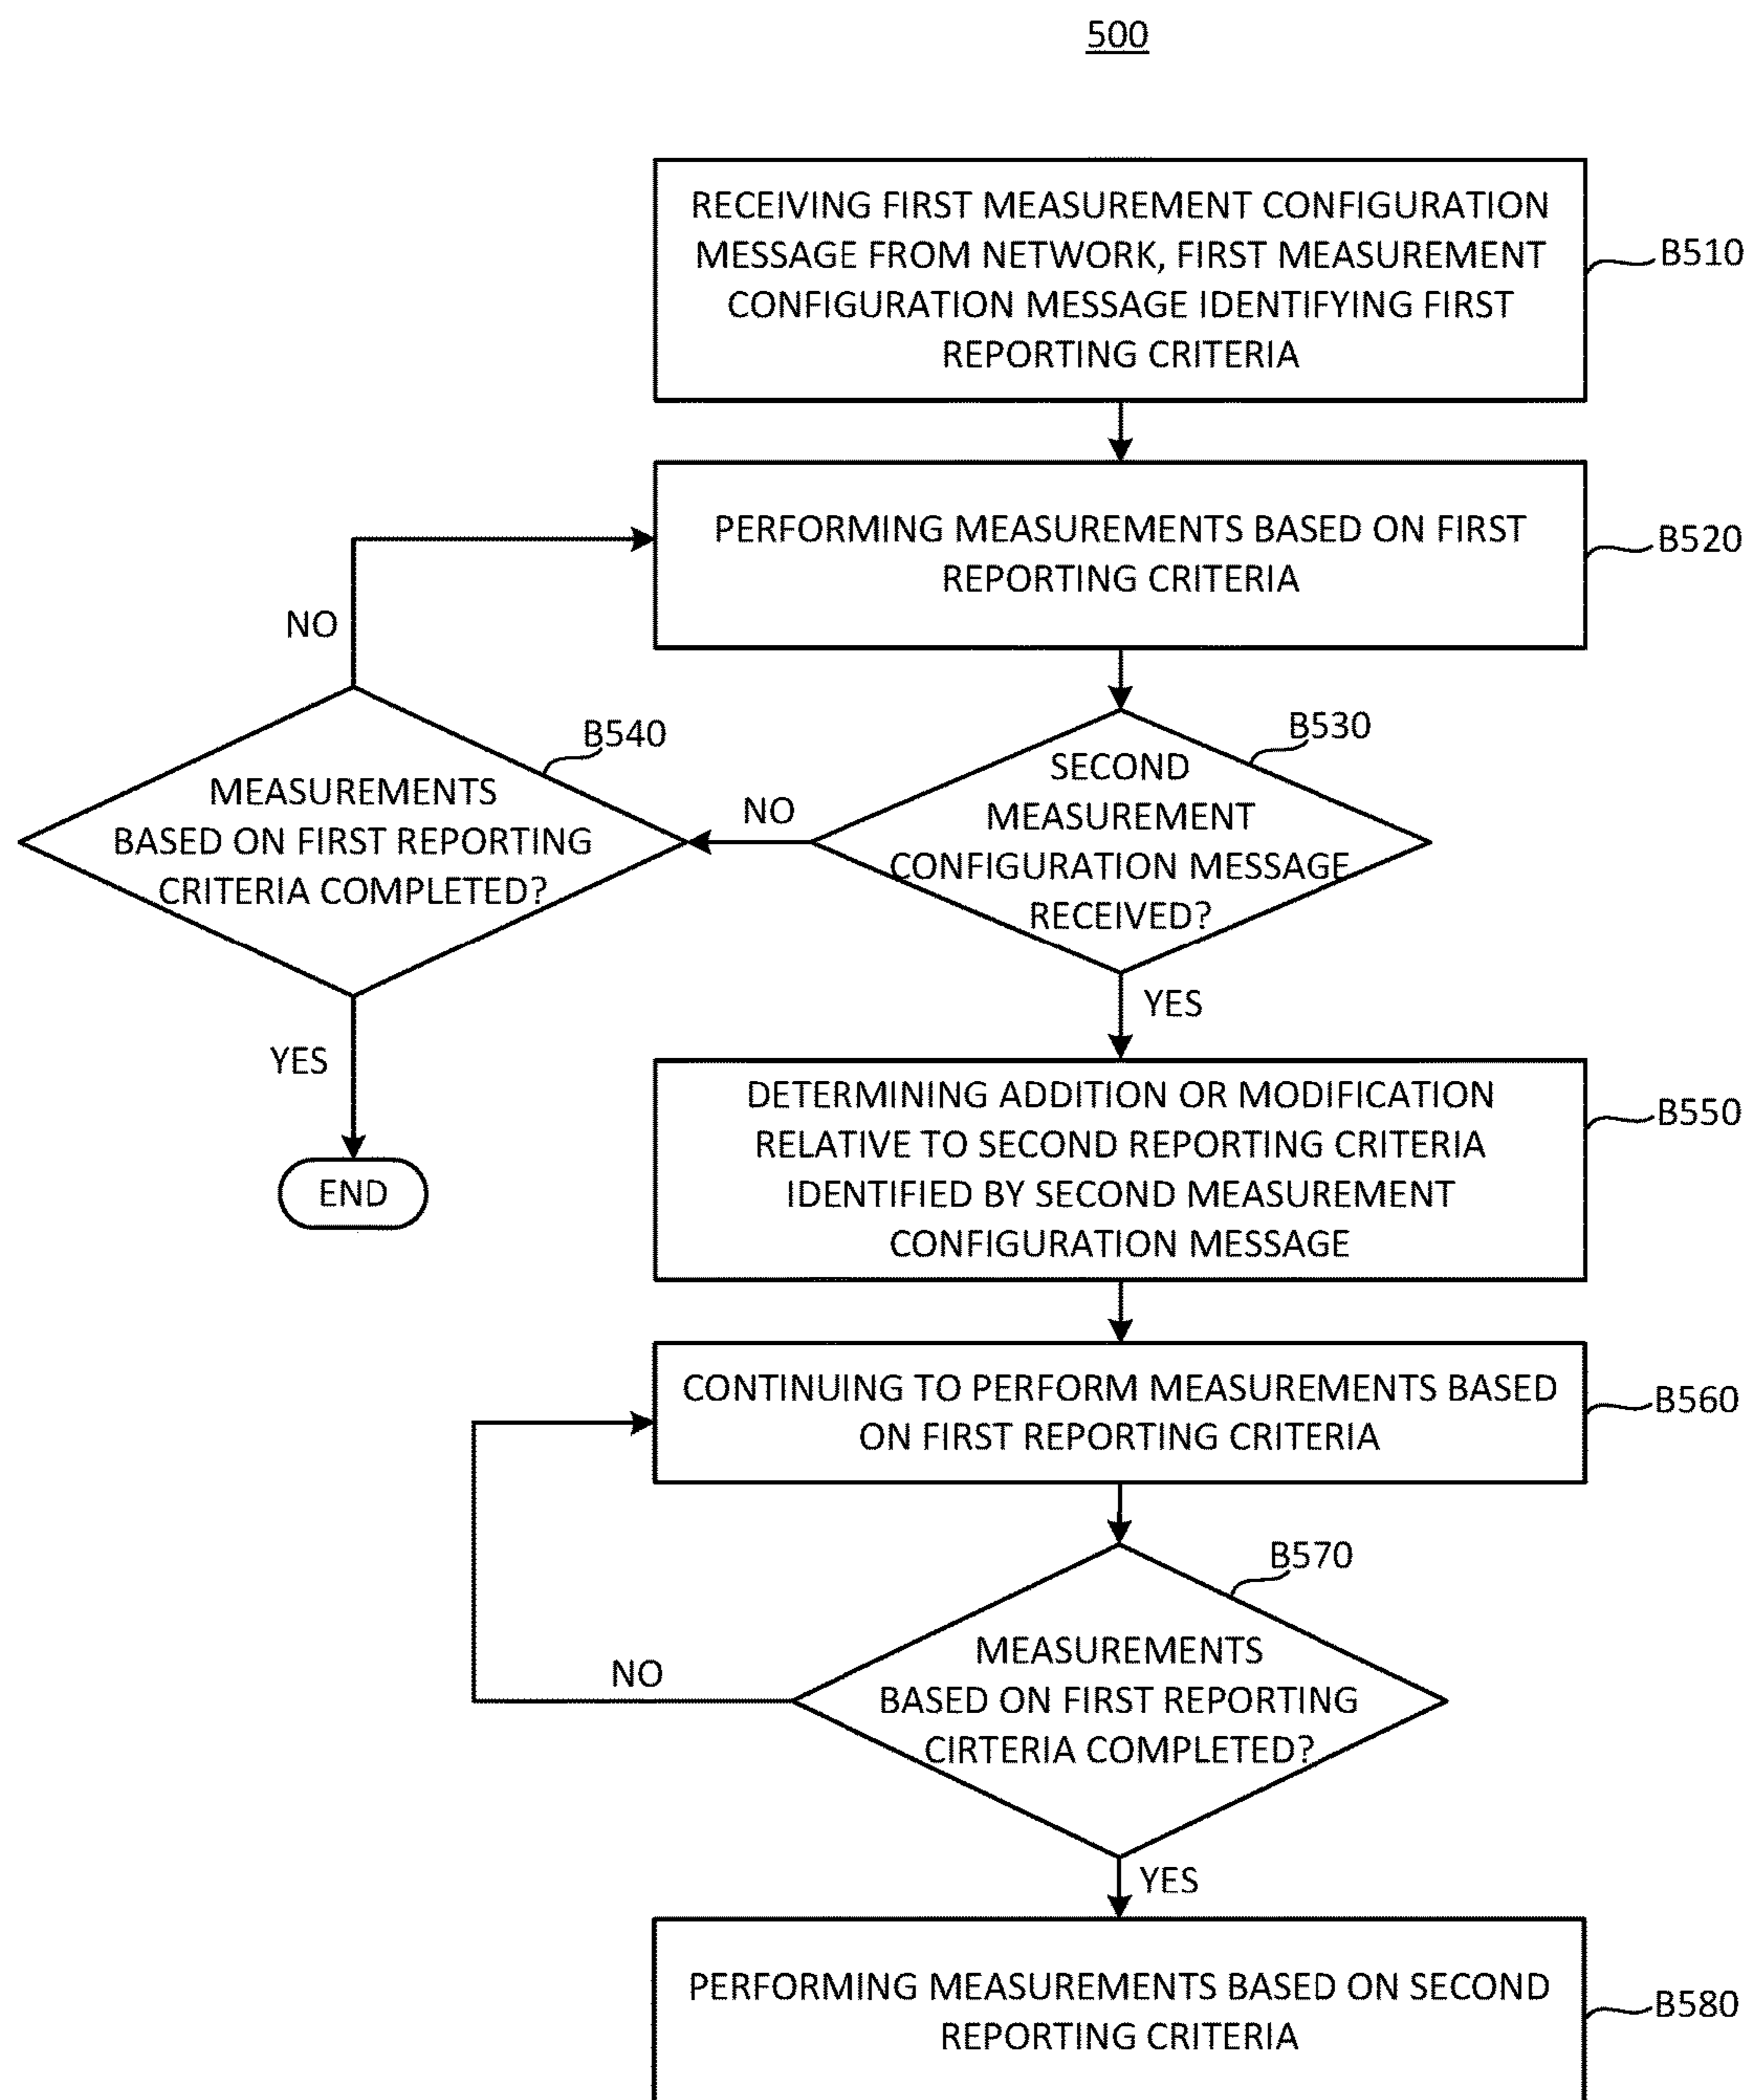 500
RECEIVING FIRST MEASUREMENT CONFIGURATION
MESSAGE FROM NETWORK, FIRST MEASUREMENT
CONFIGURATION MESSAGE IDENTIFYING FIRST
REPORTING CRITERIA
B510
PERFORMING MEASUREMENTS BASED ON FIRST
REPORTING CRITERIA
B520
NO
B540
MEASUREMENTS
BASED ON FIRST REPORTING
CRITERIA COMPLETED?
NO
B530
SECOND
MEASUREMENT
CONFIGURATION MESSAGE
RECEIVED?
YES
YES
END
DETERMINING ADDITION OR MODIFICATION
RELATIVE TO SECOND REPORTING CRITERIA
IDENTIFIED BY SECOND MEASUREMENT
CONFIGURATION MESSAGE
B550
CONTINUING TO PERFORM MEASUREMENTS BASED
ON FIRST REPORTING CRITERIA
B560
B570
MEASUREMENTS
BASED ON FIRST REPORTING
CIRTERIA COMPLETED?
NO
YES
PERFORMING MEASUREMENTS BASED ON SECOND
REPORTING CRITERIA
B580